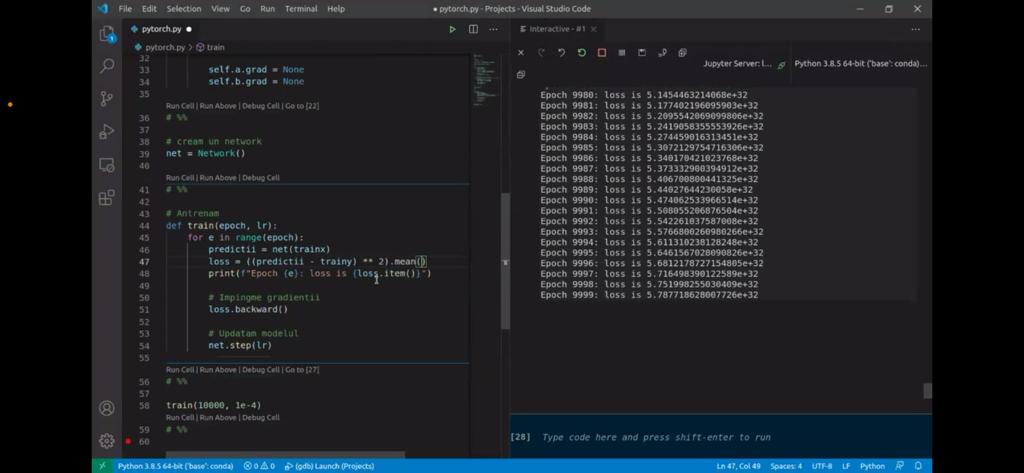 File Edit Selection View Go Run Terminal Help
● pytorch.py - Projects - Visual Studio Code
pytorch.py ●
pytorch.py > train
32
33 self.a.grad = None
34 self.b.grad = None
35
Run Cell | Run Above | Debug Cell | Go to [22]
36 # %%
37
38 # cream un network
39 net = Network()
40
Run Cell | Run Above | Debug Cell
41 # %%
42
43 # Antrenam
44 def train(epoch, lr):
45 for e in range(epoch):
46 predictii = net(trainx)
47 loss = ((predictii - trainy) ** 2).mean()
48 print(f"Epoch {e}: loss is {loss.item()}")
49
50 # Impingme gradientii
51 loss.backward()
52
53 # Updatam modelul
54 net.step(lr)
55
Run Cell | Run Above | Debug Cell | Go to [27]
56 # %%
57
58 train(10000, 1e-4)
Run Cell | Run Above | Debug Cell
59 # %%
60
Interactive - #1
Jupyter Server: l... Python 3.8.5 64-bit ('base': conda)...
Epoch 9980: loss is 5.1454463214068e+32
Epoch 9981: loss is 5.177402196095903e+32
Epoch 9982: loss is 5.2095542069099806e+32
Epoch 9983: loss is 5.2419058355553926e+32
Epoch 9984: loss is 5.274459016313451e+32
Epoch 9985: loss is 5.3072129754716306e+32
Epoch 9986: loss is 5.340170421023768e+32
Epoch 9987: loss is 5.373332900394912e+32
Epoch 9988: loss is 5.406700800441325e+32
Epoch 9989: loss is 5.44027644230058e+32
Epoch 9990: loss is 5.474062533966514e+32
Epoch 9991: loss is 5.508055206876504e+32
Epoch 9992: loss is 5.542261037587008e+32
Epoch 9993: loss is 5.576680260980266e+32
Epoch 9994: loss is 5.611310238128248e+32
Epoch 9995: loss is 5.646156702809​2826e+32
Epoch 9996: loss is 5.6812178727154805e+32
Epoch 9997: loss is 5.716498390122589e+32
Epoch 9998: loss is 5.751998255030409e+32
Epoch 9999: loss is 5.787718628007726e+32
[28] Type code here and press shift-enter to run
1
Python 3.8.5 64-bit ('base': conda) 0 0 (gdb) Launch (Projects) Ln 47, Col 49 Spaces: 4 UTF-8 LF Python